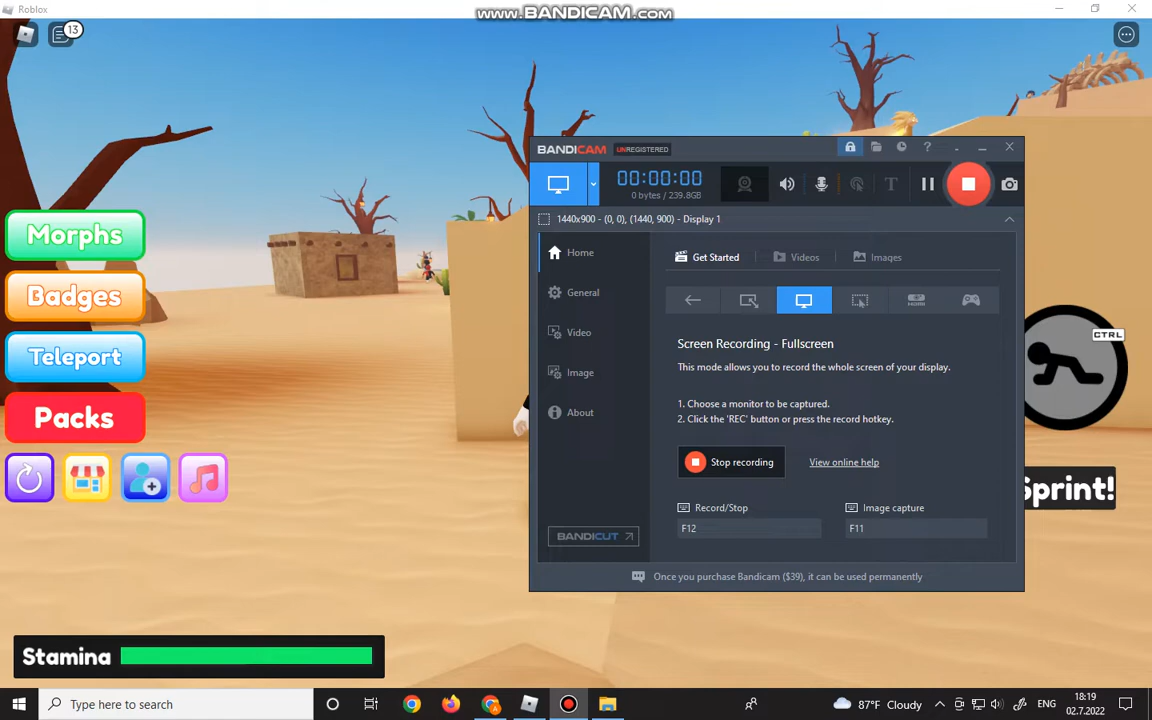 Roblox
www.BANDICAM.com
13
BANDICAM UNREGISTERED
00:00:00
0 bytes / 239.8GB
1440x900 - (0, 0), (1440, 900) - Display 1
Home
General
Video
Image
About
BANDICUT
Get Started
Videos
Images
HDMI
Screen Recording - Fullscreen
This mode allows you to record the whole screen of your display.
1. Choose a monitor to be captured.
2. Click the 'REC' button or press the record hotkey.
Stop recording
View online help
Record/Stop
Image capture
F12
F11
Once you purchase Bandicam ($39), it can be used permanently
Morphs
Badges
Teleport
Packs
CTRL
Sprint!
Stamina
Type here to search
87°F Cloudy
ENG
18:19
02.7.2022